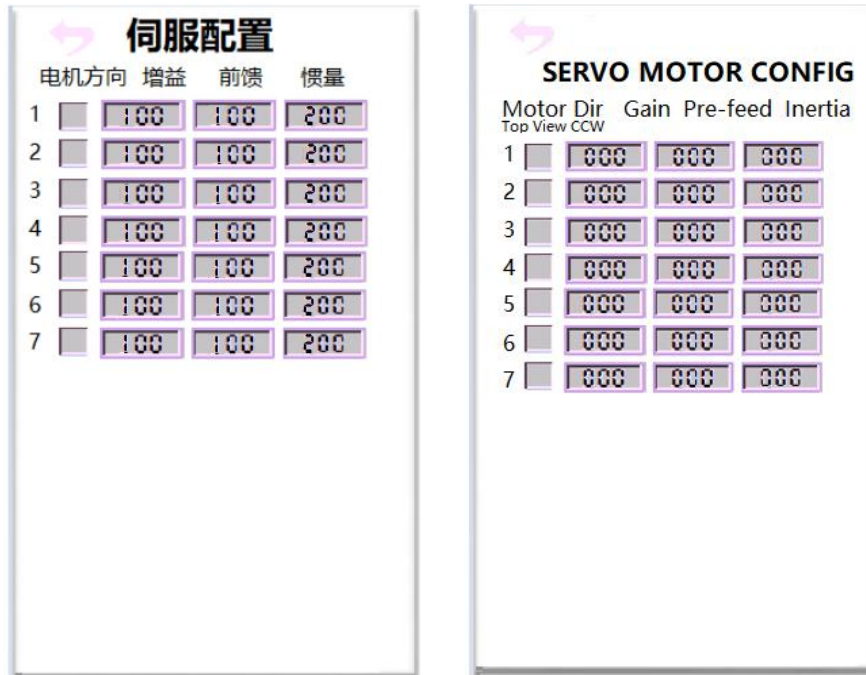 伺服配置
电机方向 增益 前馈 惯量
1 100 100 200
2 100 100 200
3 100 100 200
4 100 100 200
5 100 100 200
6 100 100 200
7 100 100 200
SERVO MOTOR CONFIG
Motor Dir Gain Pre-feed Inertia
Top View CCW
1 000 000 000
2 000 000 000
3 000 000 000
4 000 000 000
5 000 000 000
6 000 000 000
7 000 000 000